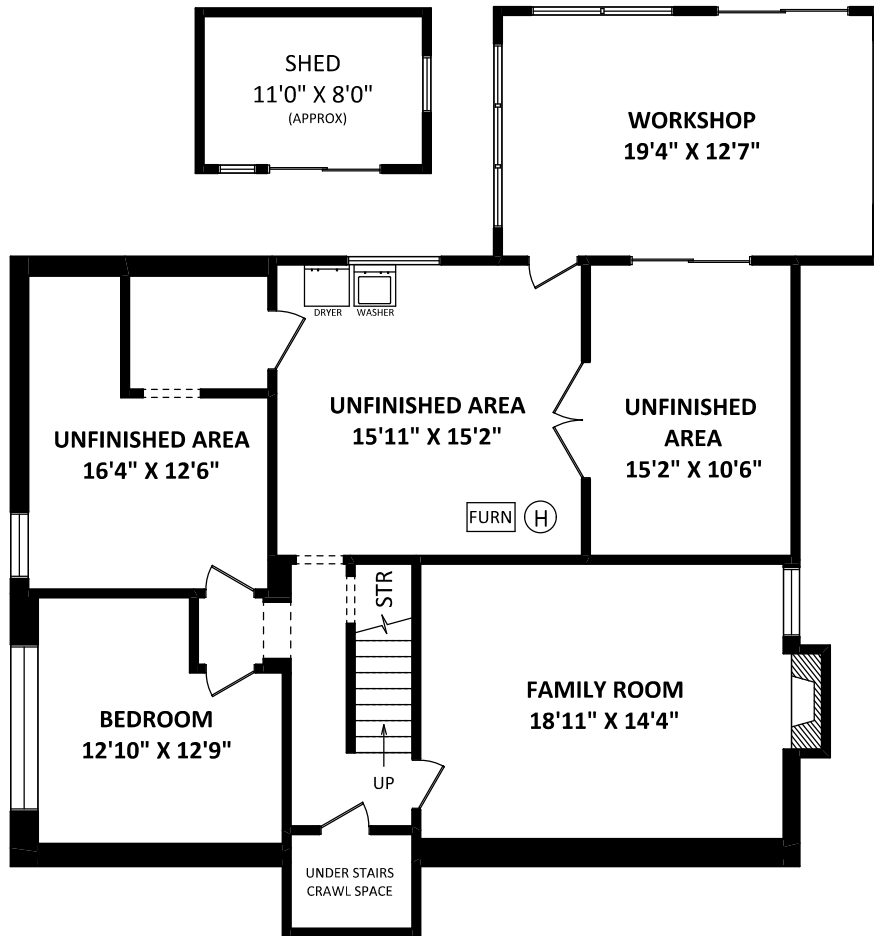 SHED
11'0" X 8'0"
(APPROX)
WORKSHOP
19'4" X 12'7"
DRYER
WASHER
UNFINISHED AREA
15'11" X 15'2"
UNFINISHED
AREA
15'2" X 10'6"
UNFINISHED AREA
16'4" X 12'6"
FURN
H
STR
FAMILY ROOM
18'11" X 14'4"
BEDROOM
12'10" X 12'9"
UP
UNDER STAIRS
CRAWL SPACE